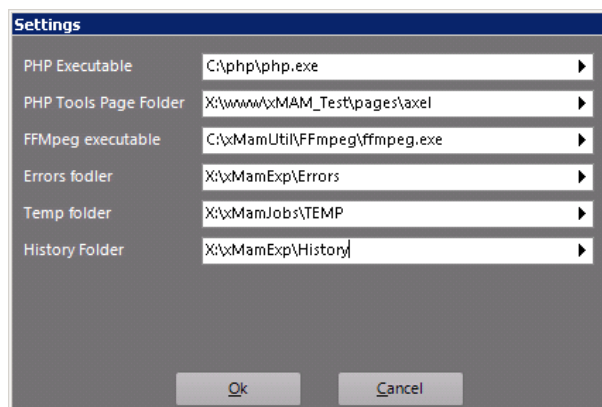 Settings
PHP Executable C:\php\php.exe
PHP Tools Page Folder X:\www\xMAM_Test\pages\axel
FFMpeg executable C:\xMamUtil\FFmpeg\ffmpeg.exe
Errors fodler X:\xMamExp\Errors
Temp folder X:\xMamJobs\TEMP
History Folder X:\xMamExp\History
Ok Cancel